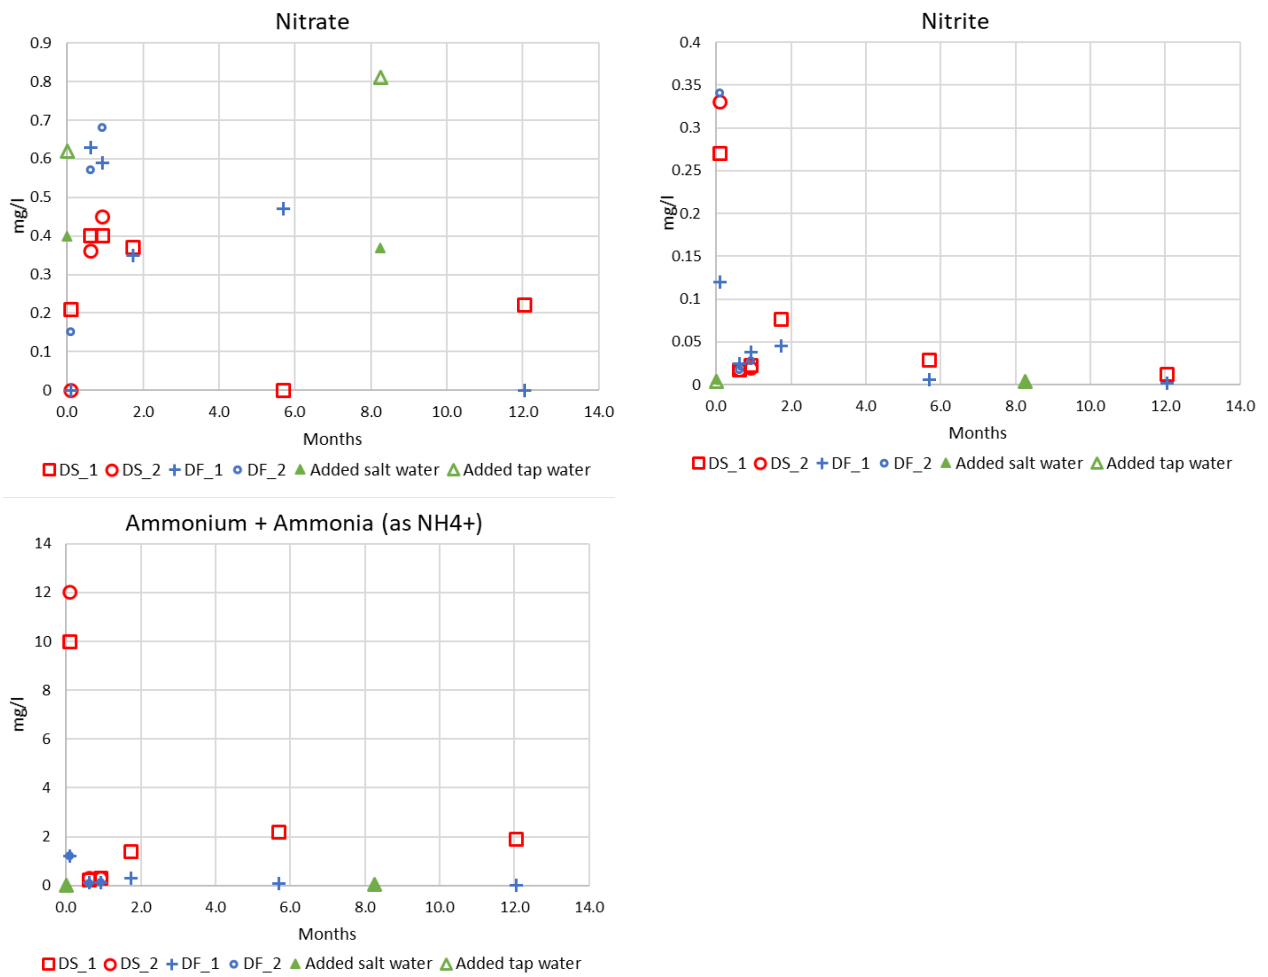 Nitrate
0.9
0.8
0.7
0.6
0.5
0.4
0.3
0.2
0.1
0
mg/l
0.0 2.0 4.0 6.0 8.0 10.0 12.0 14.0
Months
DS_1 DS_2 DF_1 DF_2 Added salt water Added tap water
Nitrite
0.4
0.35
0.3
0.25
0.2
0.15
0.1
0.05
0
mg/l
0.0 2.0 4.0 6.0 8.0 10.0 12.0 14.0
Months
DS_1 DS_2 DF_1 DF_2 Added salt water Added tap water
Ammonium + Ammonia (as NH4+)
14
12
10
8
6
4
2
0
mg/l
0.0 2.0 4.0 6.0 8.0 10.0 12.0 14.0
Months
DS_1 DS_2 DF_1 DF_2 Added salt water Added tap water